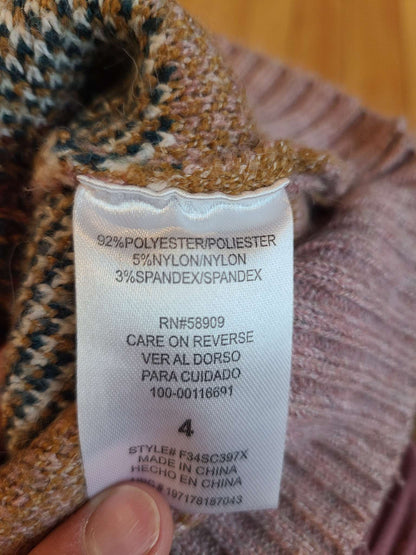 92%POLYESTER/POLIESTER
5%NYLON/NYLON
3%SPANDEX/SPANDEX
RN#58909
CARE ON REVERSE
VER AL DORSO
PARA CUIDADO
100-00116691
4
STYLE# F34SC397X
MADE IN CHINA
HECHO EN CHINA
197178187043